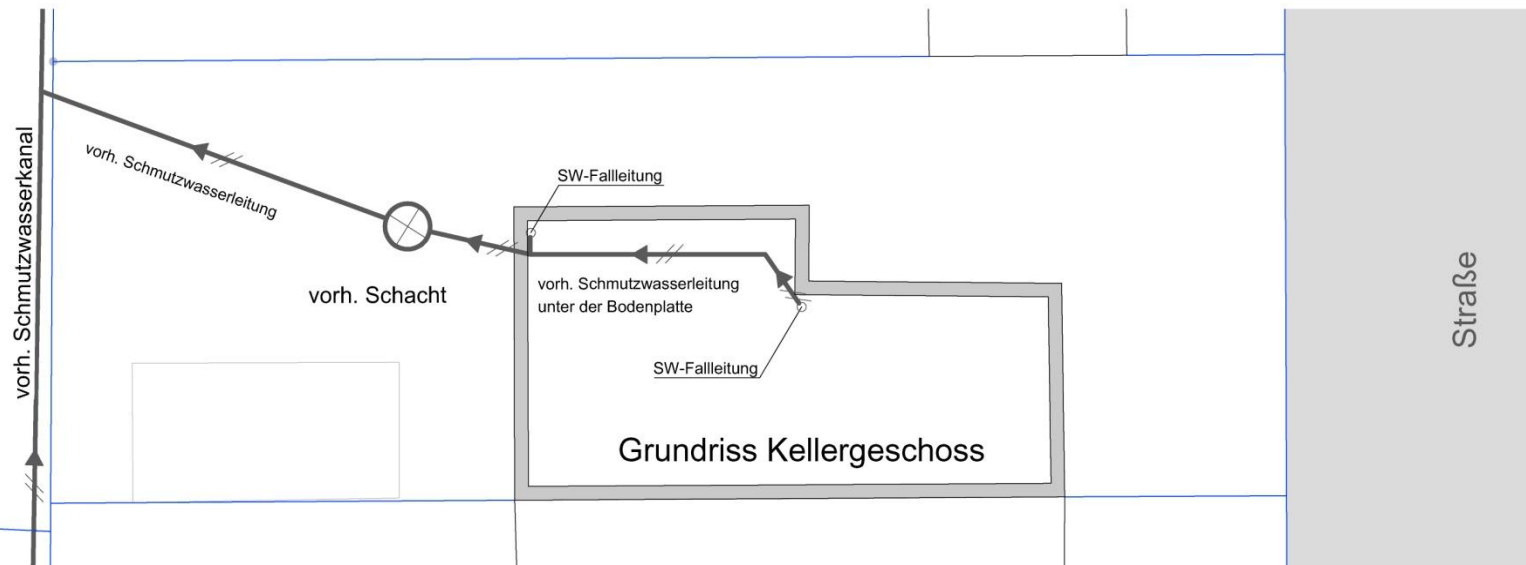 vorh. Schmutzwasserkanal
vorh. Schmutzwasserleitung
SW-Fallleitung
vorh. Schacht
vorh. Schmutzwasserleitung
unter der Bodenplatte
SW-Fallleitung
Grundriss Kellergeschoss
Straße